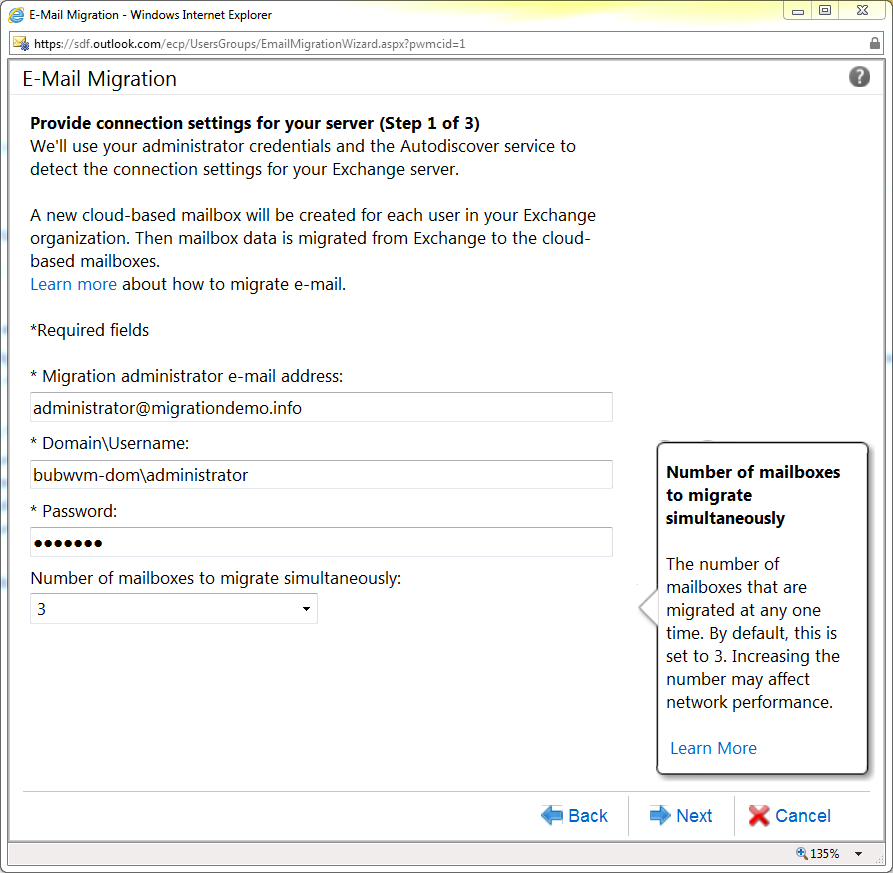 E-Mail Migration - Windows Internet Explorer
https://sdf.outlook.com/ecp/UsersGroups/EmailMigrationWizard.aspx?pwmcid=1
E-Mail Migration
?
Provide connection settings for your server (Step 1 of 3)
We'll use your administrator credentials and the Autodiscover service to
detect the connection settings for your Exchange server.
A new cloud-based mailbox will be created for each user in your Exchange
organization. Then mailbox data is migrated from Exchange to the cloud-
based mailboxes.
Learn more about how to migrate e-mail.
*Required fields
* Migration administrator e-mail address:
administrator@migrationdemo.info
* Domain\Username:
bubwvm-dom\administrator
* Password:
●●●●●●●
Number of mailboxes to migrate simultaneously:
3
Number of mailboxes
to migrate
simultaneously
The number of
mailboxes that are
migrated at any one
time. By default, this is
set to 3. Increasing the
number may affect
network performance.
Learn More
Back
Next
Cancel
135%